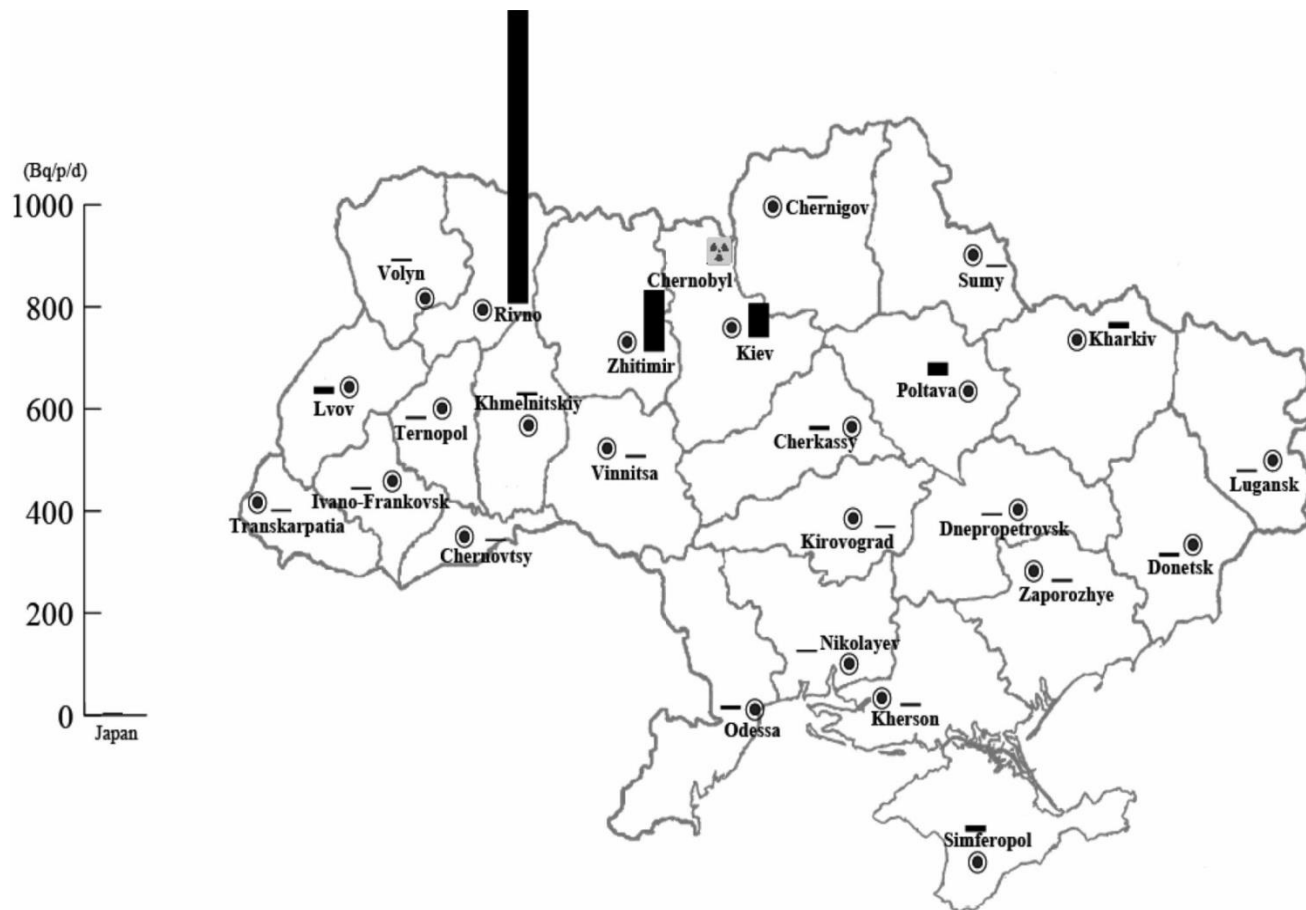 (Bq/p/d)
1000
800
600
400
200
0
Japan
Chernigov
Volyn
Chernobyl
Sumy
Rivno
Kharkiv
Kiev
Zhitimir
Poltava
Lvov
Khmelnitskiy
Ternopol
Cherkassy
Vinnitsa
Lugansk
Ivano-Frankovsk
Transkarpatia
Dnepropetrovsk
Kirovograd
Chernovtsy
Donetsk
Zaporozhye
Nikolayev
Kherson
Odessa
Simferopol